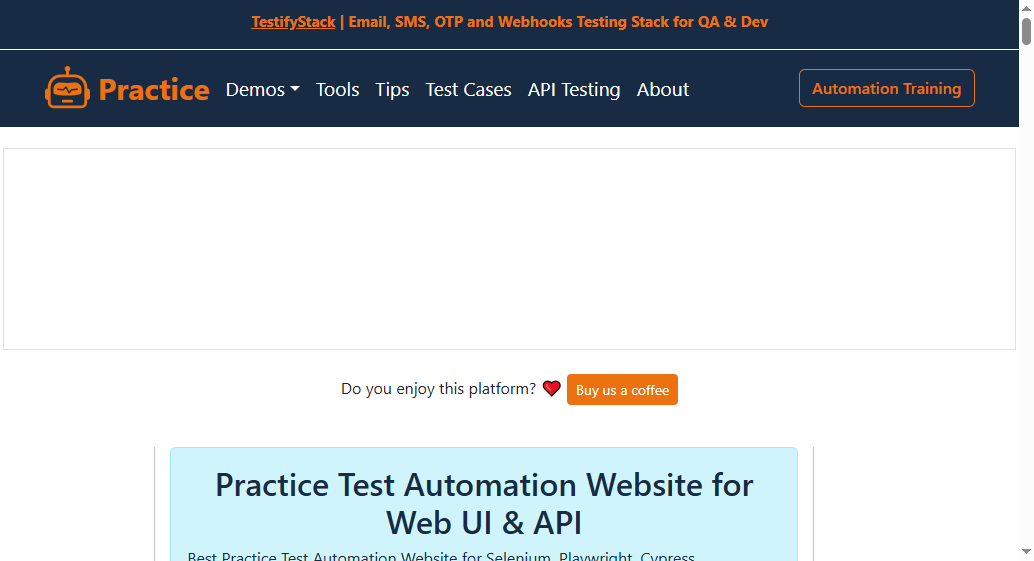 TestifyStack | Email, SMS, OTP and Webhooks Testing Stack for QA & Dev
Practice Demos Tools Tips Test Cases API Testing About Automation Training
Do you enjoy this platform? Buy us a coffee
Practice Test Automation Website for
Web UI & API
Best Practice Test Automation Website for Selenium, Playwright, Cypress